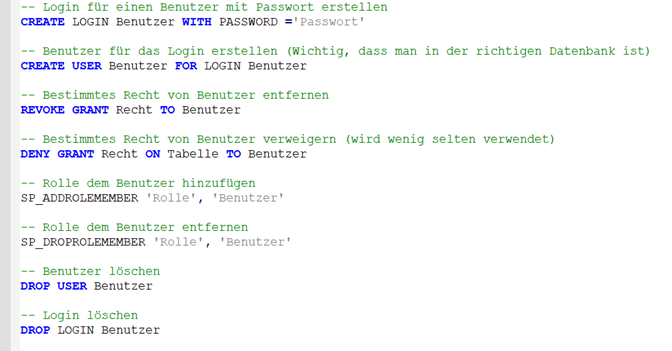 -- Login für einen Benutzer mit Passwort erstellen
CREATE LOGIN Benutzer WITH PASSWORD ='Passwort'
-- Benutzer für das Login erstellen (Wichtig, dass man in der richtigen Datenbank ist)
CREATE USER Benutzer FOR LOGIN Benutzer
-- Bestimmtes Recht von Benutzer entfernen
REVOKE GRANT Recht TO Benutzer
-- Bestimmtes Recht von Benutzer verweigern (wird wenig selten verwendet)
DENY GRANT Recht ON Tabelle TO Benutzer
-- Rolle dem Benutzer hinzufügen
SP_ADDROLEMEMBER 'Rolle', 'Benutzer'
-- Rolle dem Benutzer entfernen
SP_DROPROLEMEMBER 'Rolle', 'Benutzer'
-- Benutzer löschen
DROP USER Benutzer
-- Login löschen
DROP LOGIN Benutzer